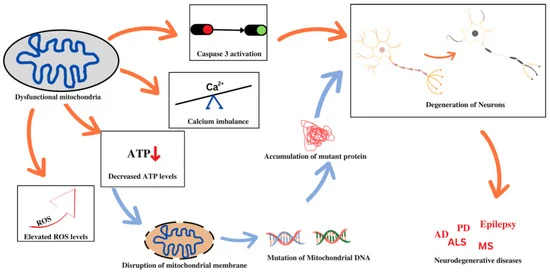 Caspase 3 activation
Dysfunctional mitochondria
Ca2+
Calcium imbalance
Degeneration of Neurons
ATP
Decreased ATP levels
Accumulation of mutant protein
ROS
Elevated ROS levels
Disruption of mitochondrial membrane
Mutation of Mitochondrial DNA
AD PD Epilepsy
ALS MS
Neurodegenerative diseases